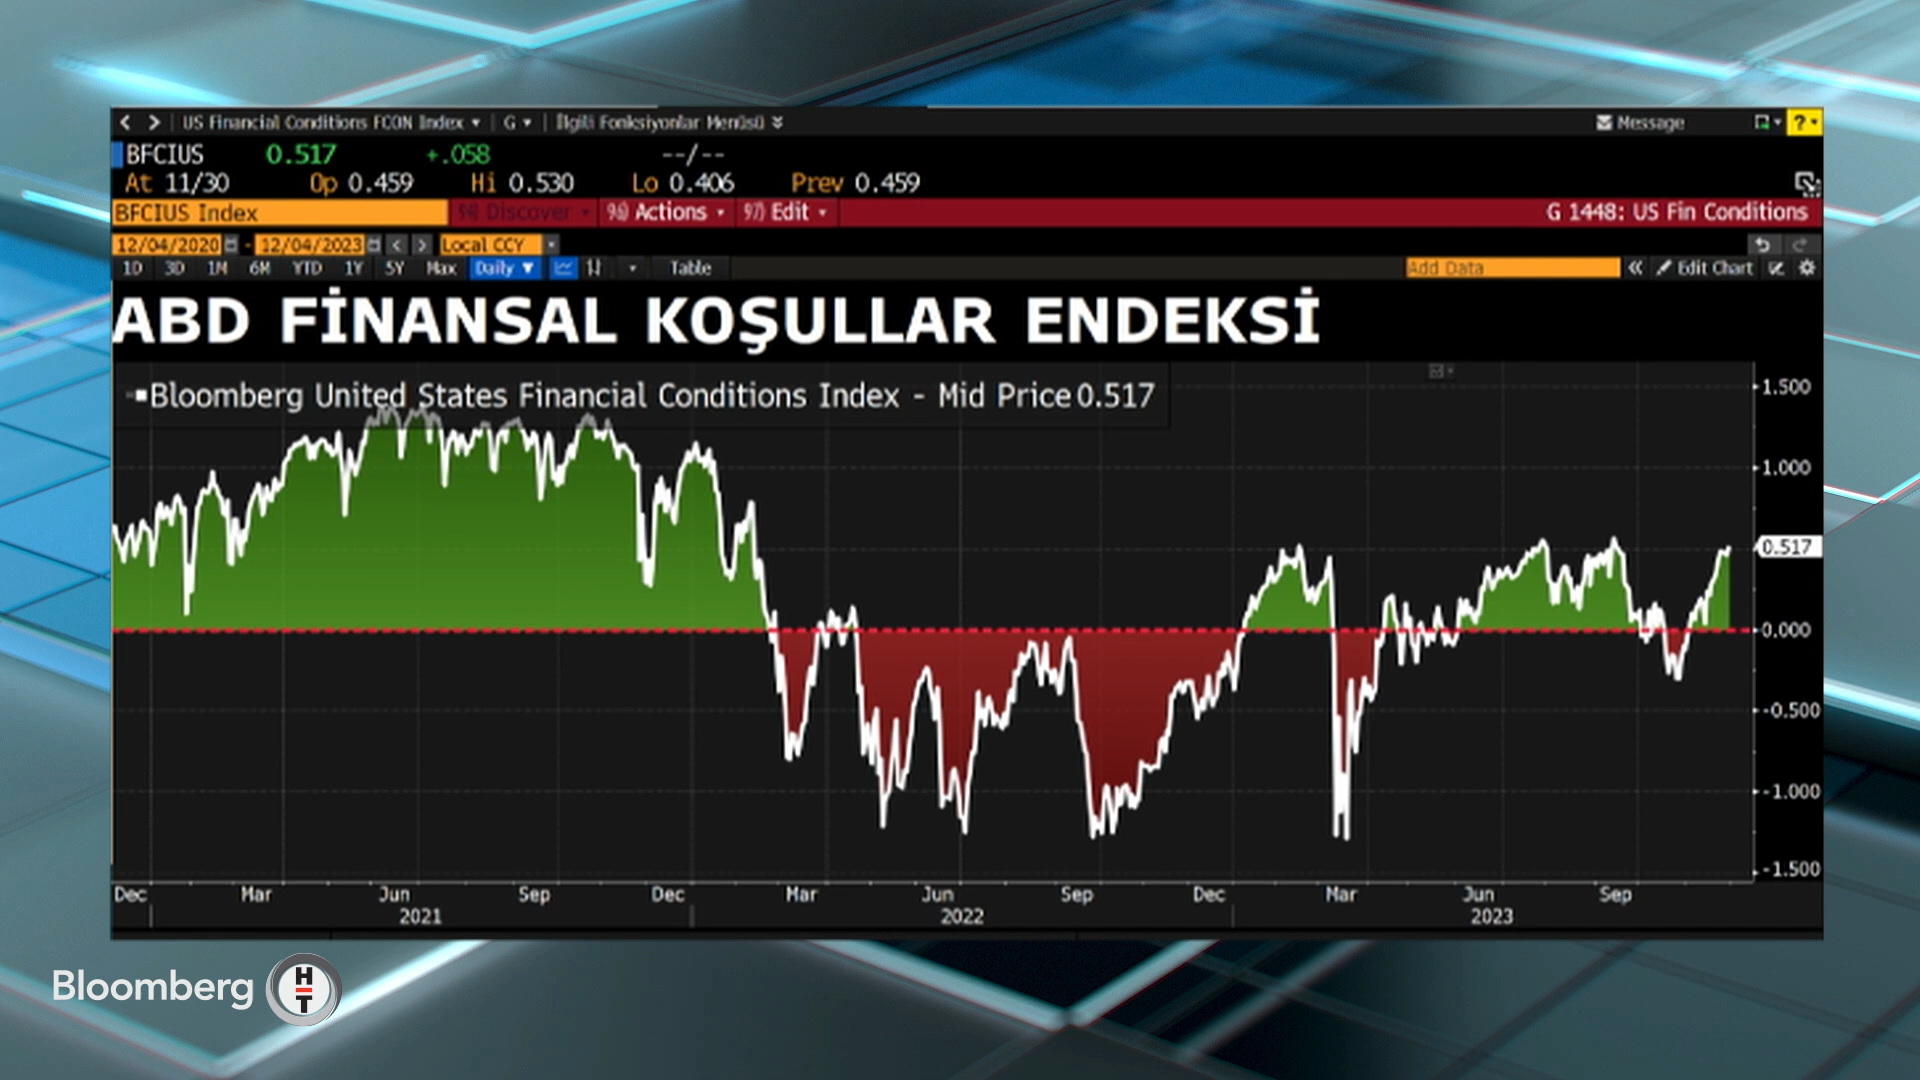 US Financial Conditions FCON Index G İlgili Fonksiyonlar Menüsü Message ?
BFCIUS 0.517 +.058 --/--
At 11/30 Op 0.459 Hi 0.530 Lo 0.406 Prev 0.459
BFCIUS Index Discover 96) Actions 97) Edit G 1448: US Fin Conditions
12/04/2020 - 12/04/2023 Local CCY
1D 3D 1M 6M YTD 1Y 5Y Max Daily Table Add Data Edit Chart
ABD FİNANSAL KOŞULLAR ENDEKSİ
Bloomberg United States Financial Conditions Index - Mid Price 0.517
1.500
1.000
0.517
0.000
-0.500
-1.000
-1.500
Dec Mar Jun Sep Dec Mar Jun Sep Dec Mar Jun Sep
2021 2022 2023
Bloomberg HT